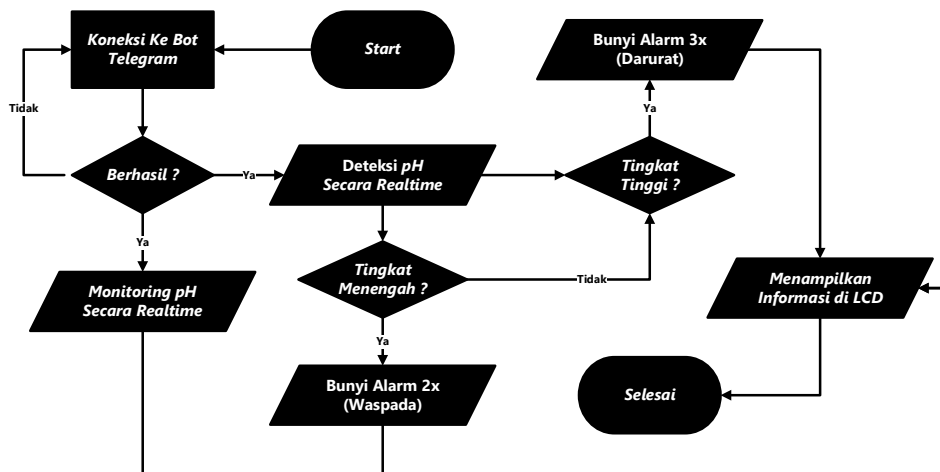 Koneksi Ke Bot
Telegram
Start
Bunyi Alarm 3x
(Darurat)
Tidak
Ya
Berhasil ?
Ya
Deteksi pH
Secara Realtime
Tingkat
Tinggi ?
Ya
Tingkat
Menengah ?
Tidak
Monitoring pH
Secara Realtime
Menampilkan
Informasi di LCD
Ya
Bunyi Alarm 2x
(Waspada)
Selesai